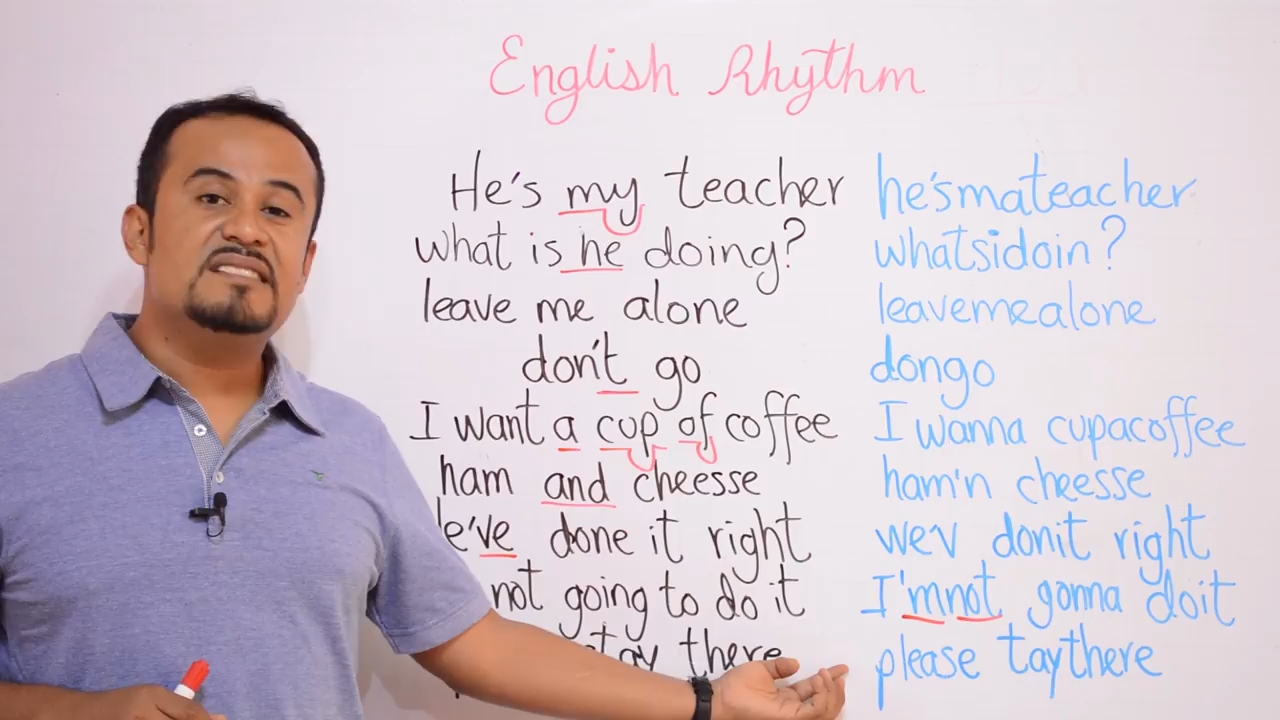 English Rhythm
He's my teacher he'smateacher
what is he doing? whatsidoin?
leave me alone leavemealone
don't go dongo
I want a cup of coffee I wanna cupacoffee
ham and cheesse ham'n cheesse
e've done it right wev donit right
not going to do it I'mnot gonna doit
there please taythere